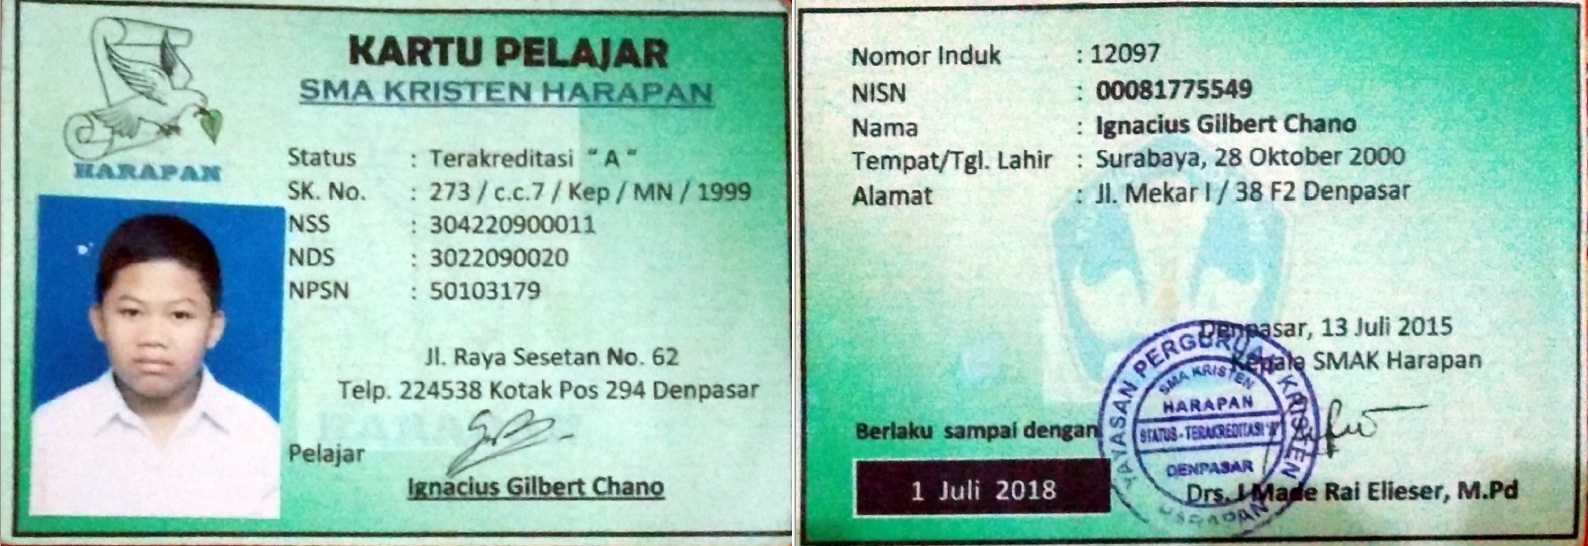 KARTU PELAJAR
SMA KRISTEN HARAPAN
HARAPAN
Status : Terakreditasi “ A “
SK. No. : 273 / c.c.7 / Kep / MN / 1999
NSS : 304220900011
NDS : 3022090020
NPSN : 50103179
Jl. Raya Sesetan No. 62
Telp. 224538 Kotak Pos 294 Denpasar
Pelajar
Ignacius Gilbert Chano
Nomor Induk : 12097
NISN : 00081775549
Nama : Ignacius Gilbert Chano
Tempat/Tgl. Lahir : Surabaya, 28 Oktober 2000
Alamat : Jl. Mekar I / 38 F2 Denpasar
Denpasar, 13 Juli 2015
Kepala SMAK Harapan
YAYASAN PERGURUAN KRISTEN
HARAPAN
SMA KRISTEN
HARAPAN
STATUS - TERAKREDITASI "A"
DENPASAR
Berlaku sampai dengan
1 Juli 2018
Drs. I Made Rai Elieser, M.Pd